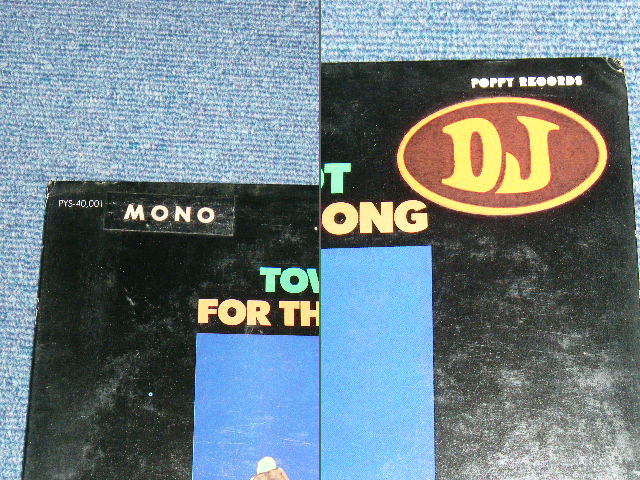 PYS-40,001
MONO
TOW
FOR TH
POPPY RECORDS
DJ
OT
ONG